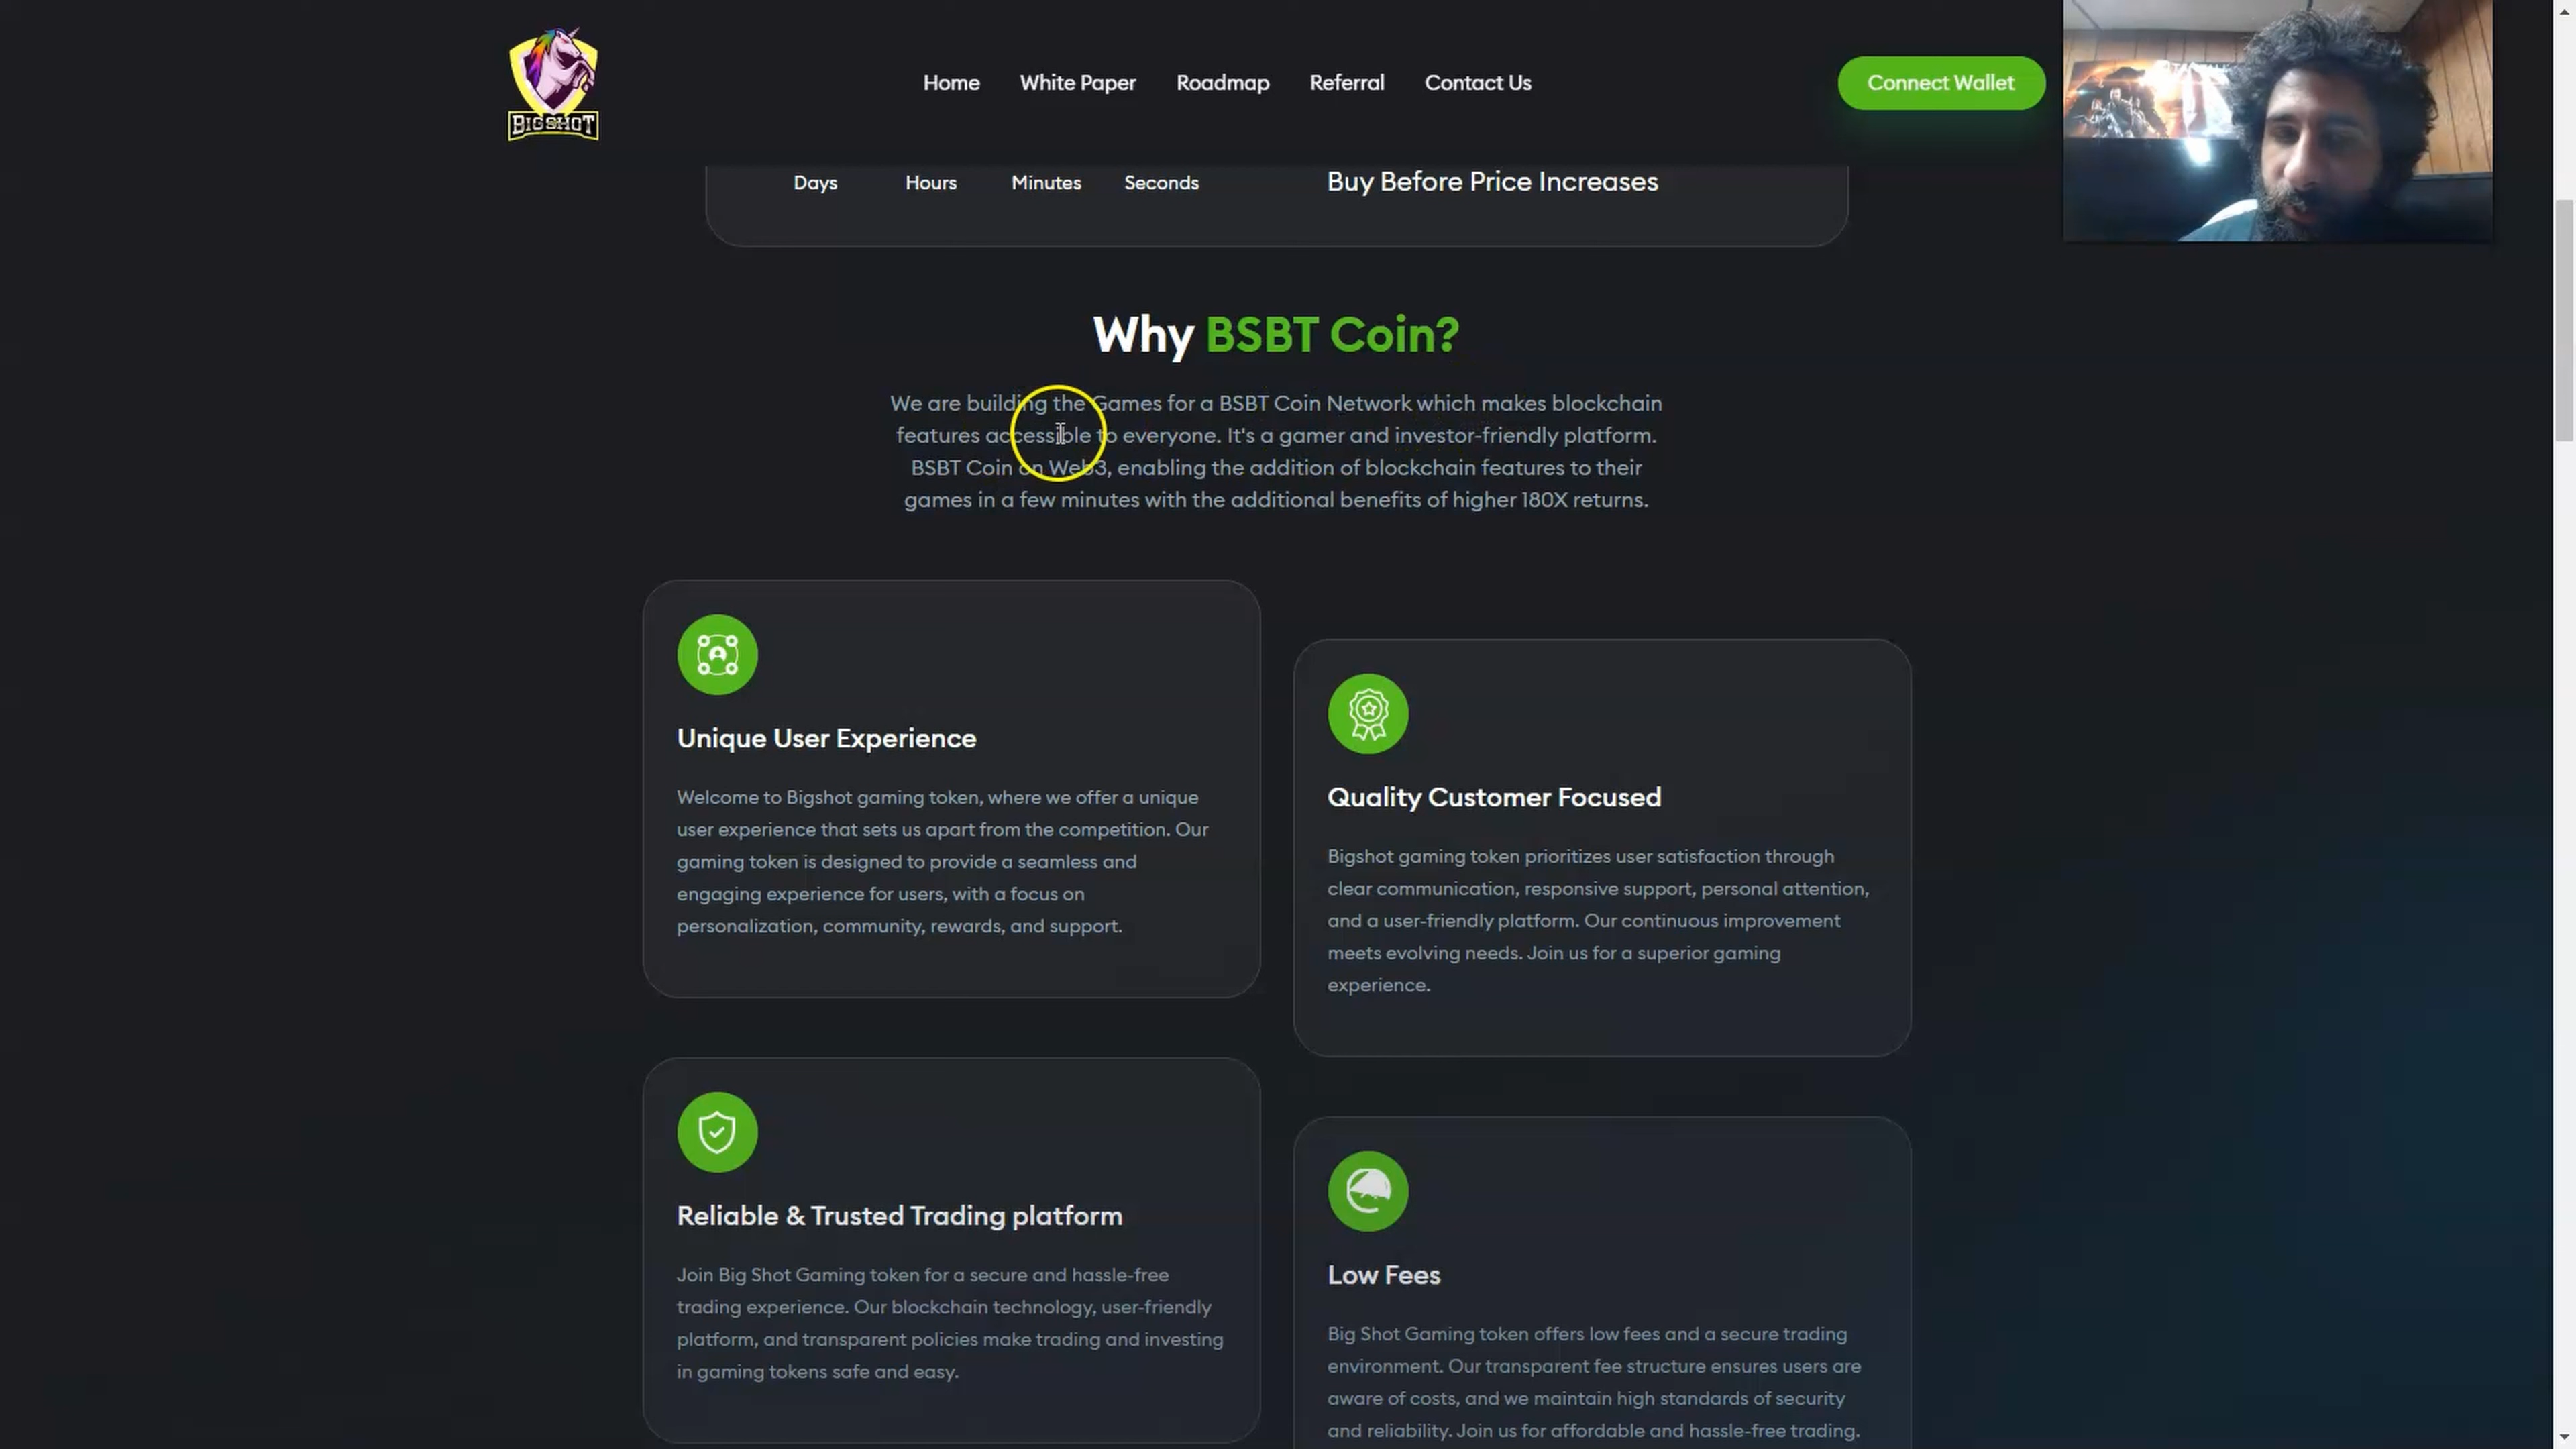 BIGSHOT
Home White Paper Roadmap Referral Contact Us
Connect Wallet
Days Hours Minutes Seconds
Buy Before Price Increases
Why BSBT Coin?
We are building the Games for a BSBT Coin Network which makes blockchain
features accessible to everyone. It's a gamer and investor-friendly platform.
BSBT Coin on Web3, enabling the addition of blockchain features to their
games in a few minutes with the additional benefits of higher 180X returns.
Unique User Experience
Welcome to Bigshot gaming token, where we offer a unique
user experience that sets us apart from the competition. Our
gaming token is designed to provide a seamless and
engaging experience for users, with a focus on
personalization, community, rewards, and support.
Quality Customer Focused
Bigshot gaming token prioritizes user satisfaction through
clear communication, responsive support, personal attention,
and a user-friendly platform. Our continuous improvement
meets evolving needs. Join us for a superior gaming
experience.
Reliable & Trusted Trading platform
Join Big Shot Gaming token for a secure and hassle-free
trading experience. Our blockchain technology, user-friendly
platform, and transparent policies make trading and investing
in gaming tokens safe and easy.
Low Fees
Big Shot Gaming token offers low fees and a secure trading
environment. Our transparent fee structure ensures users are
aware of costs, and we maintain high standards of security
and reliability. Join us for affordable and hassle-free trading.